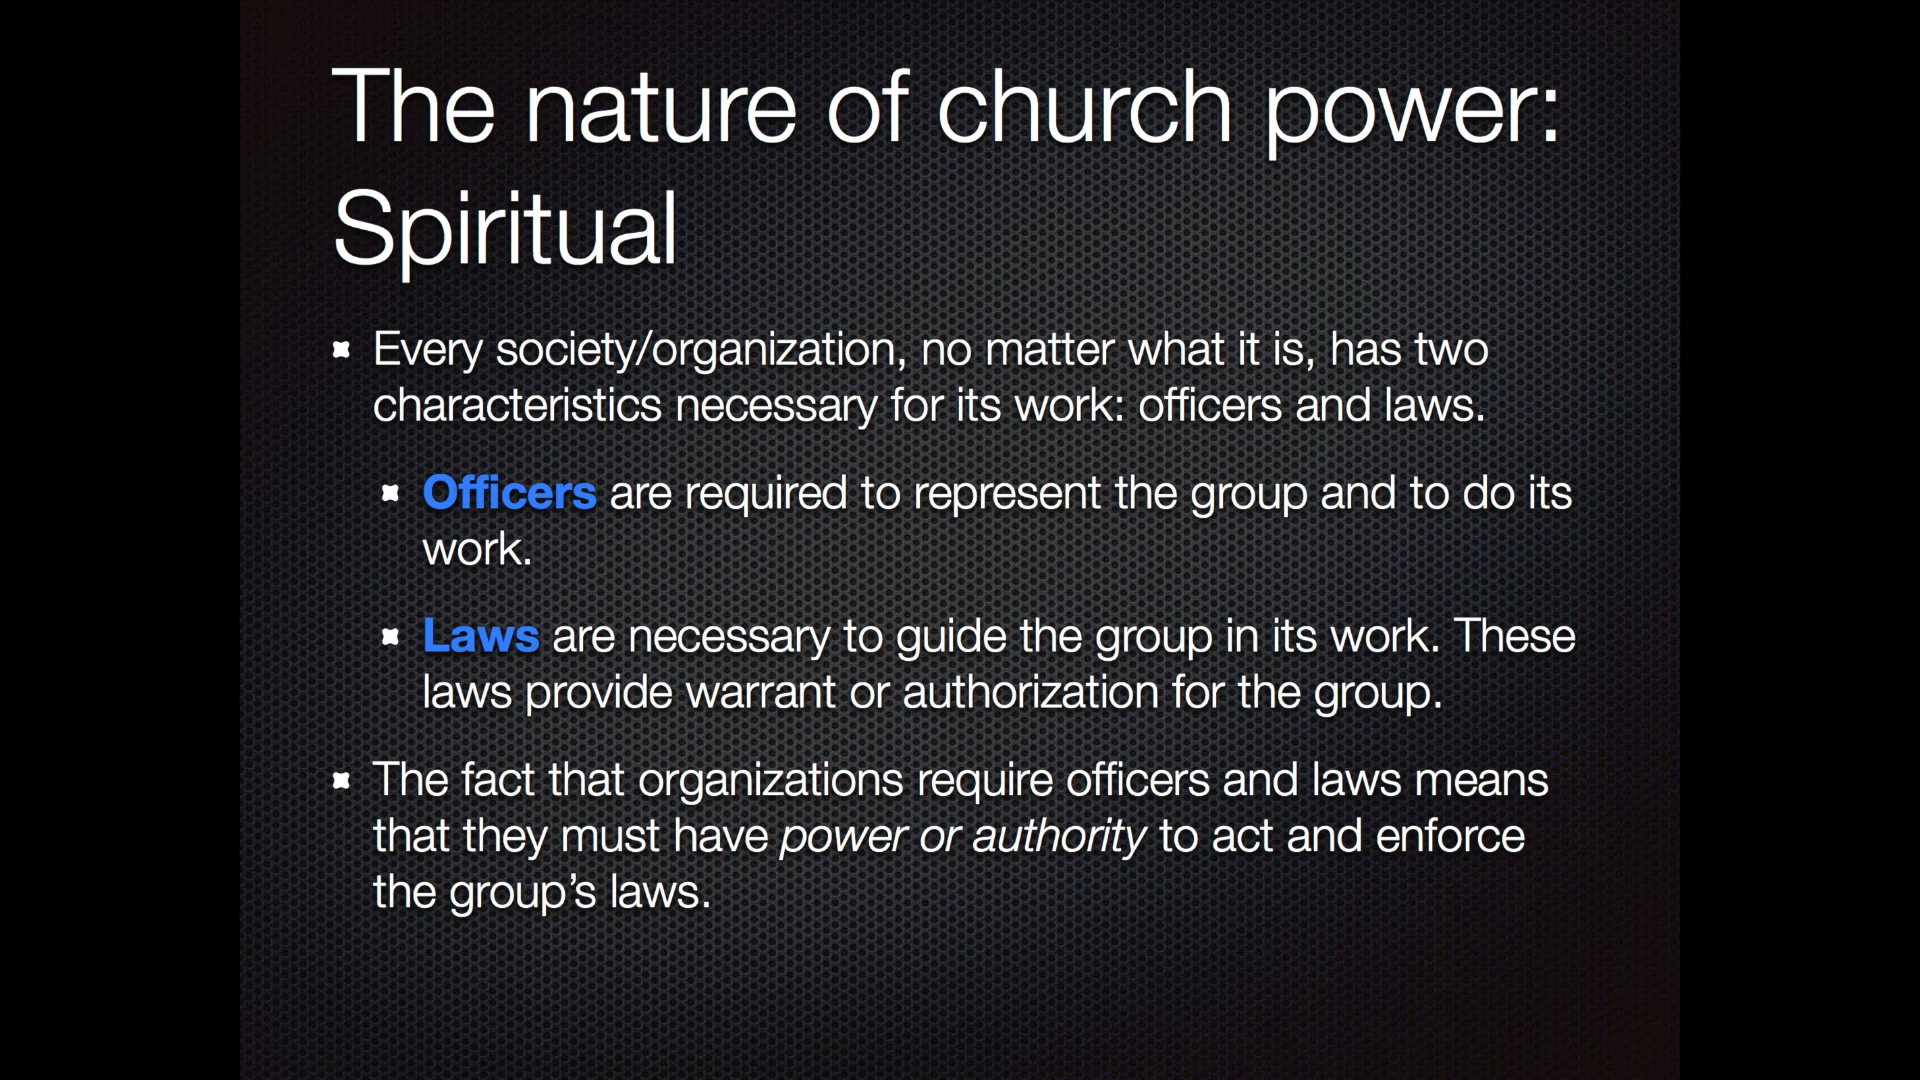 The nature of church power:
Spiritual
Every society/organization, no matter what it is, has two
characteristics necessary for its work: officers and laws.
Officers are required to represent the group and to do its
work.
Laws are necessary to guide the group in its work. These
laws provide warrant or authorization for the group.
The fact that organizations require officers and laws means
that they must have power or authority to act and enforce
the group’s laws.